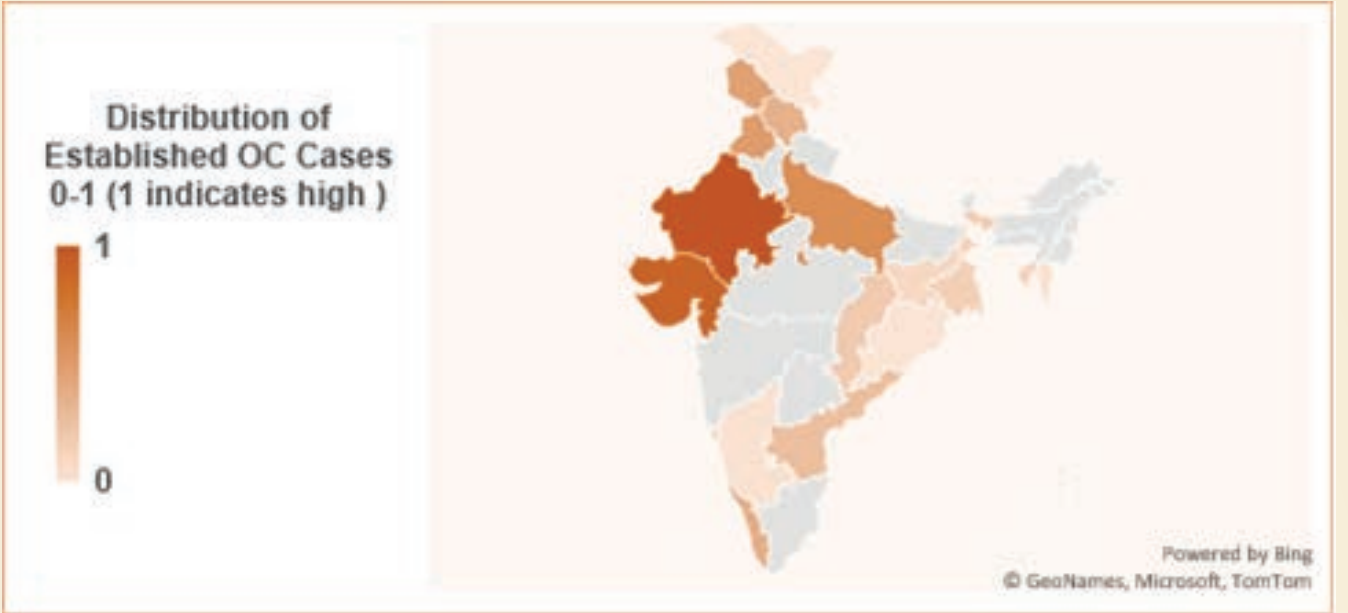 Distribution of
Established OC Cases
0-1 (1 indicates high )
1
0
Powered by Bing
© GeoNames, Microsoft, TomTom